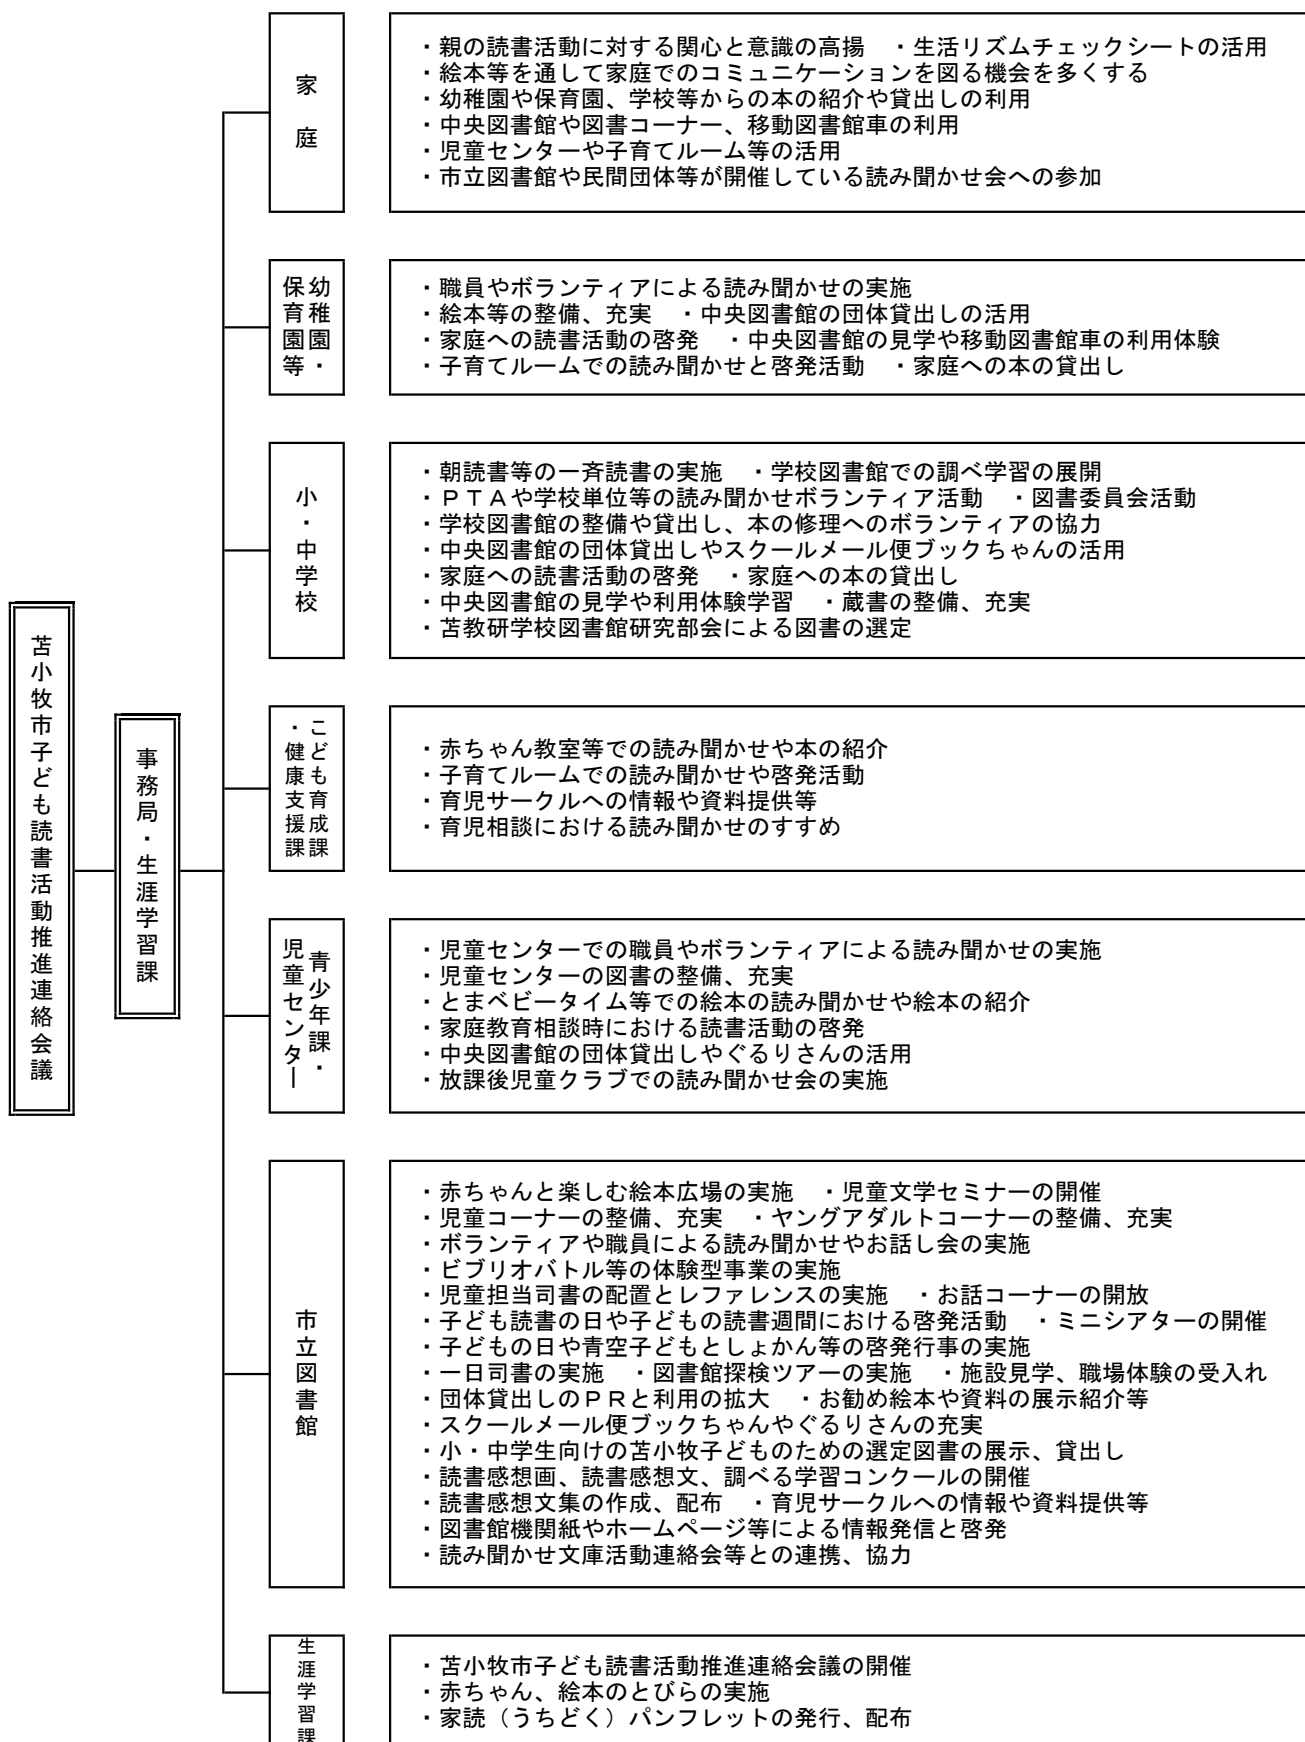 苫小牧市子ども読書活動推進連絡会議
事務局・生涯学習課
家庭
・親の読書活動に対する関心と意識の高揚　・生活リズムチェックシートの活用
・絵本等を通して家庭でのコミュニケーションを図る機会を多くする
・幼稚園や保育園、学校等からの本の紹介や貸出しの利用
・中央図書館や図書コーナー、移動図書館車の利用
・児童センターや子育てルーム等の活用
・市立図書館や民間団体等が開催している読み聞かせ会への参加
幼稚園・
保育園等
・職員やボランティアによる読み聞かせの実施
・絵本等の整備、充実　・中央図書館の団体貸出しの活用
・家庭への読書活動の啓発　・中央図書館の見学や移動図書館車の利用体験
・子育てルームでの読み聞かせと啓発活動　・家庭への本の貸出し
小・中学校
・朝読書等の一斉読書の実施　・学校図書館での調べ学習の展開
・ＰＴＡや学校単位等の読み聞かせボランティア活動　・図書委員会活動
・学校図書館の整備や貸出し、本の修理へのボランティアの協力
・中央図書館の団体貸出しやスクールメール便ブックちゃんの活用
・家庭への読書活動の啓発　・家庭への本の貸出し
・中央図書館の見学や利用体験学習　・蔵書の整備、充実
・苫教研学校図書館研究部会による図書の選定
こども育成課
・健康支援課
・赤ちゃん教室等での読み聞かせや本の紹介
・子育てルームでの読み聞かせや啓発活動
・育児サークルへの情報や資料提供等
・育児相談における読み聞かせのすすめ
青少年課・
児童センター
・児童センターでの職員やボランティアによる読み聞かせの実施
・児童センターの図書の整備、充実
・とまベビータイム等での絵本の読み聞かせや絵本の紹介
・家庭教育相談時における読書活動の啓発
・中央図書館の団体貸出しやぐるりさんの活用
・放課後児童クラブでの読み聞かせ会の実施
市立図書館
・赤ちゃんと楽しむ絵本広場の実施　・児童文学セミナーの開催
・児童コーナーの整備、充実　・ヤングアダルトコーナーの整備、充実
・ボランティアや職員による読み聞かせやお話し会の実施
・ビブリオバトル等の体験型事業の実施
・児童担当司書の配置とレファレンスの実施　・お話コーナーの開放
・子ども読書の日や子どもの読書週間における啓発活動　・ミニシアターの開催
・子どもの日や青空子どもとしょかん等の啓発行事の実施
・一日司書の実施　・図書館探検ツアーの実施　・施設見学、職場体験の受入れ
・団体貸出しのＰＲと利用の拡大　・お勧め絵本や資料の展示紹介等
・スクールメール便ブックちゃんやぐるりさんの充実
・小・中学生向けの苫小牧子どものための選定図書の展示、貸出し
・読書感想画、読書感想文、調べる学習コンクールの開催
・読書感想文集の作成、配布　・育児サークルへの情報や資料提供等
・図書館機関紙やホームページ等による情報発信と啓発
・読み聞かせ文庫活動連絡会等との連携、協力
生涯学習課
・苫小牧市子ども読書活動推進連絡会議の開催
・赤ちゃん、絵本のとびらの実施
・家読（うちどく）パンフレットの発行、配布